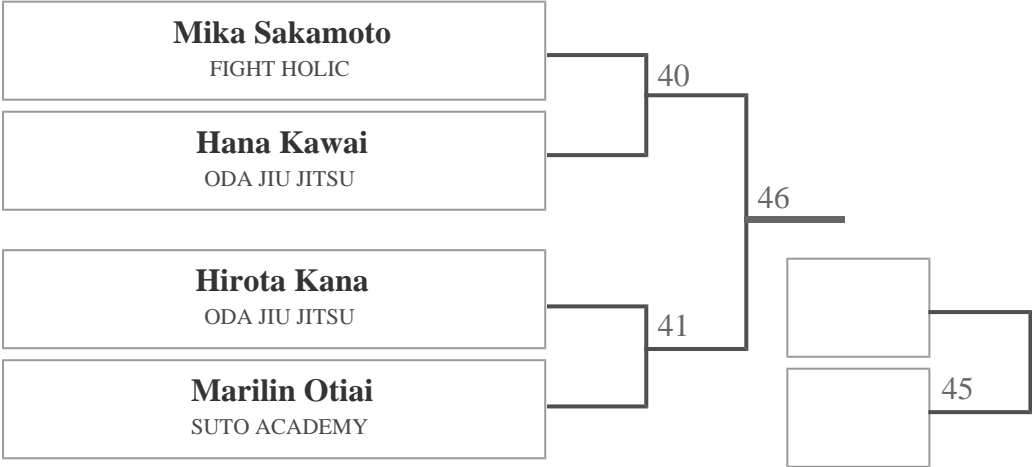 Mika Sakamoto
FIGHT HOLIC
40
Hana Kawai
ODA JIU JITSU
46
Hirota Kana
ODA JIU JITSU
41
Marilin Otiai
SUTO ACADEMY
45